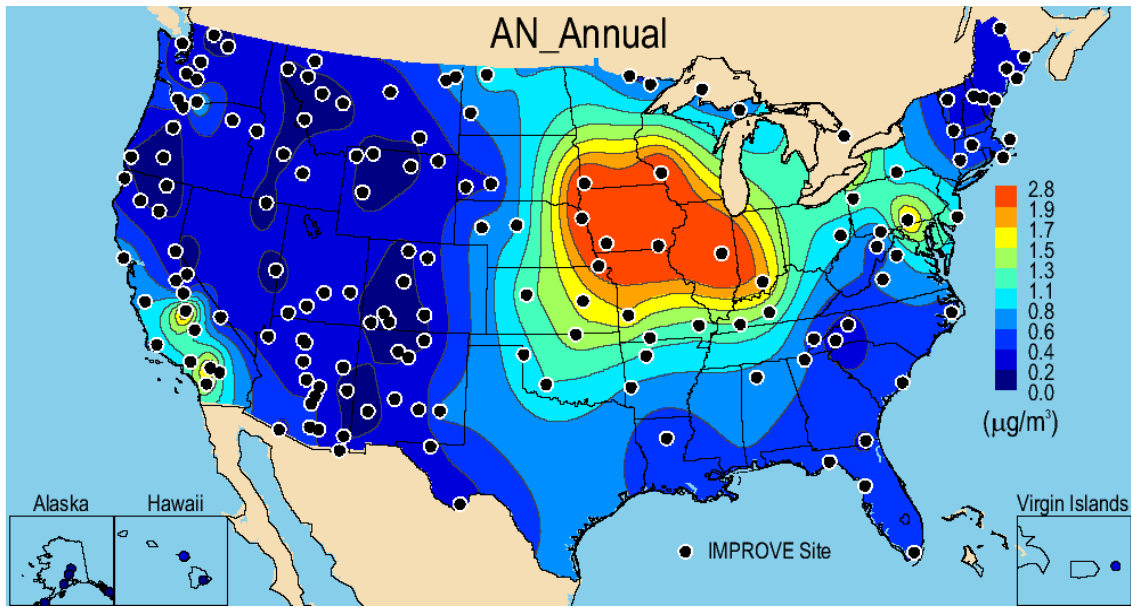 AN_Annual
2.8
1.9
1.7
1.5
1.3
1.1
0.8
0.6
0.4
0.2
0.0
(μg/m³)
Alaska
Hawaii
IMPROVE Site
Virgin Islands